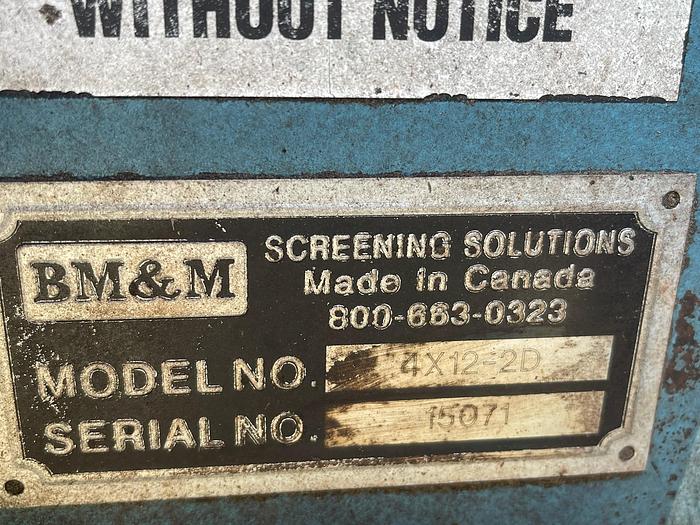 WITHOUT NOTICE
BM&M
SCREENING SOLUTIONS
Made in Canada
800-663-0323
MODEL NO. 4X12-2D
SERIAL NO. 15071